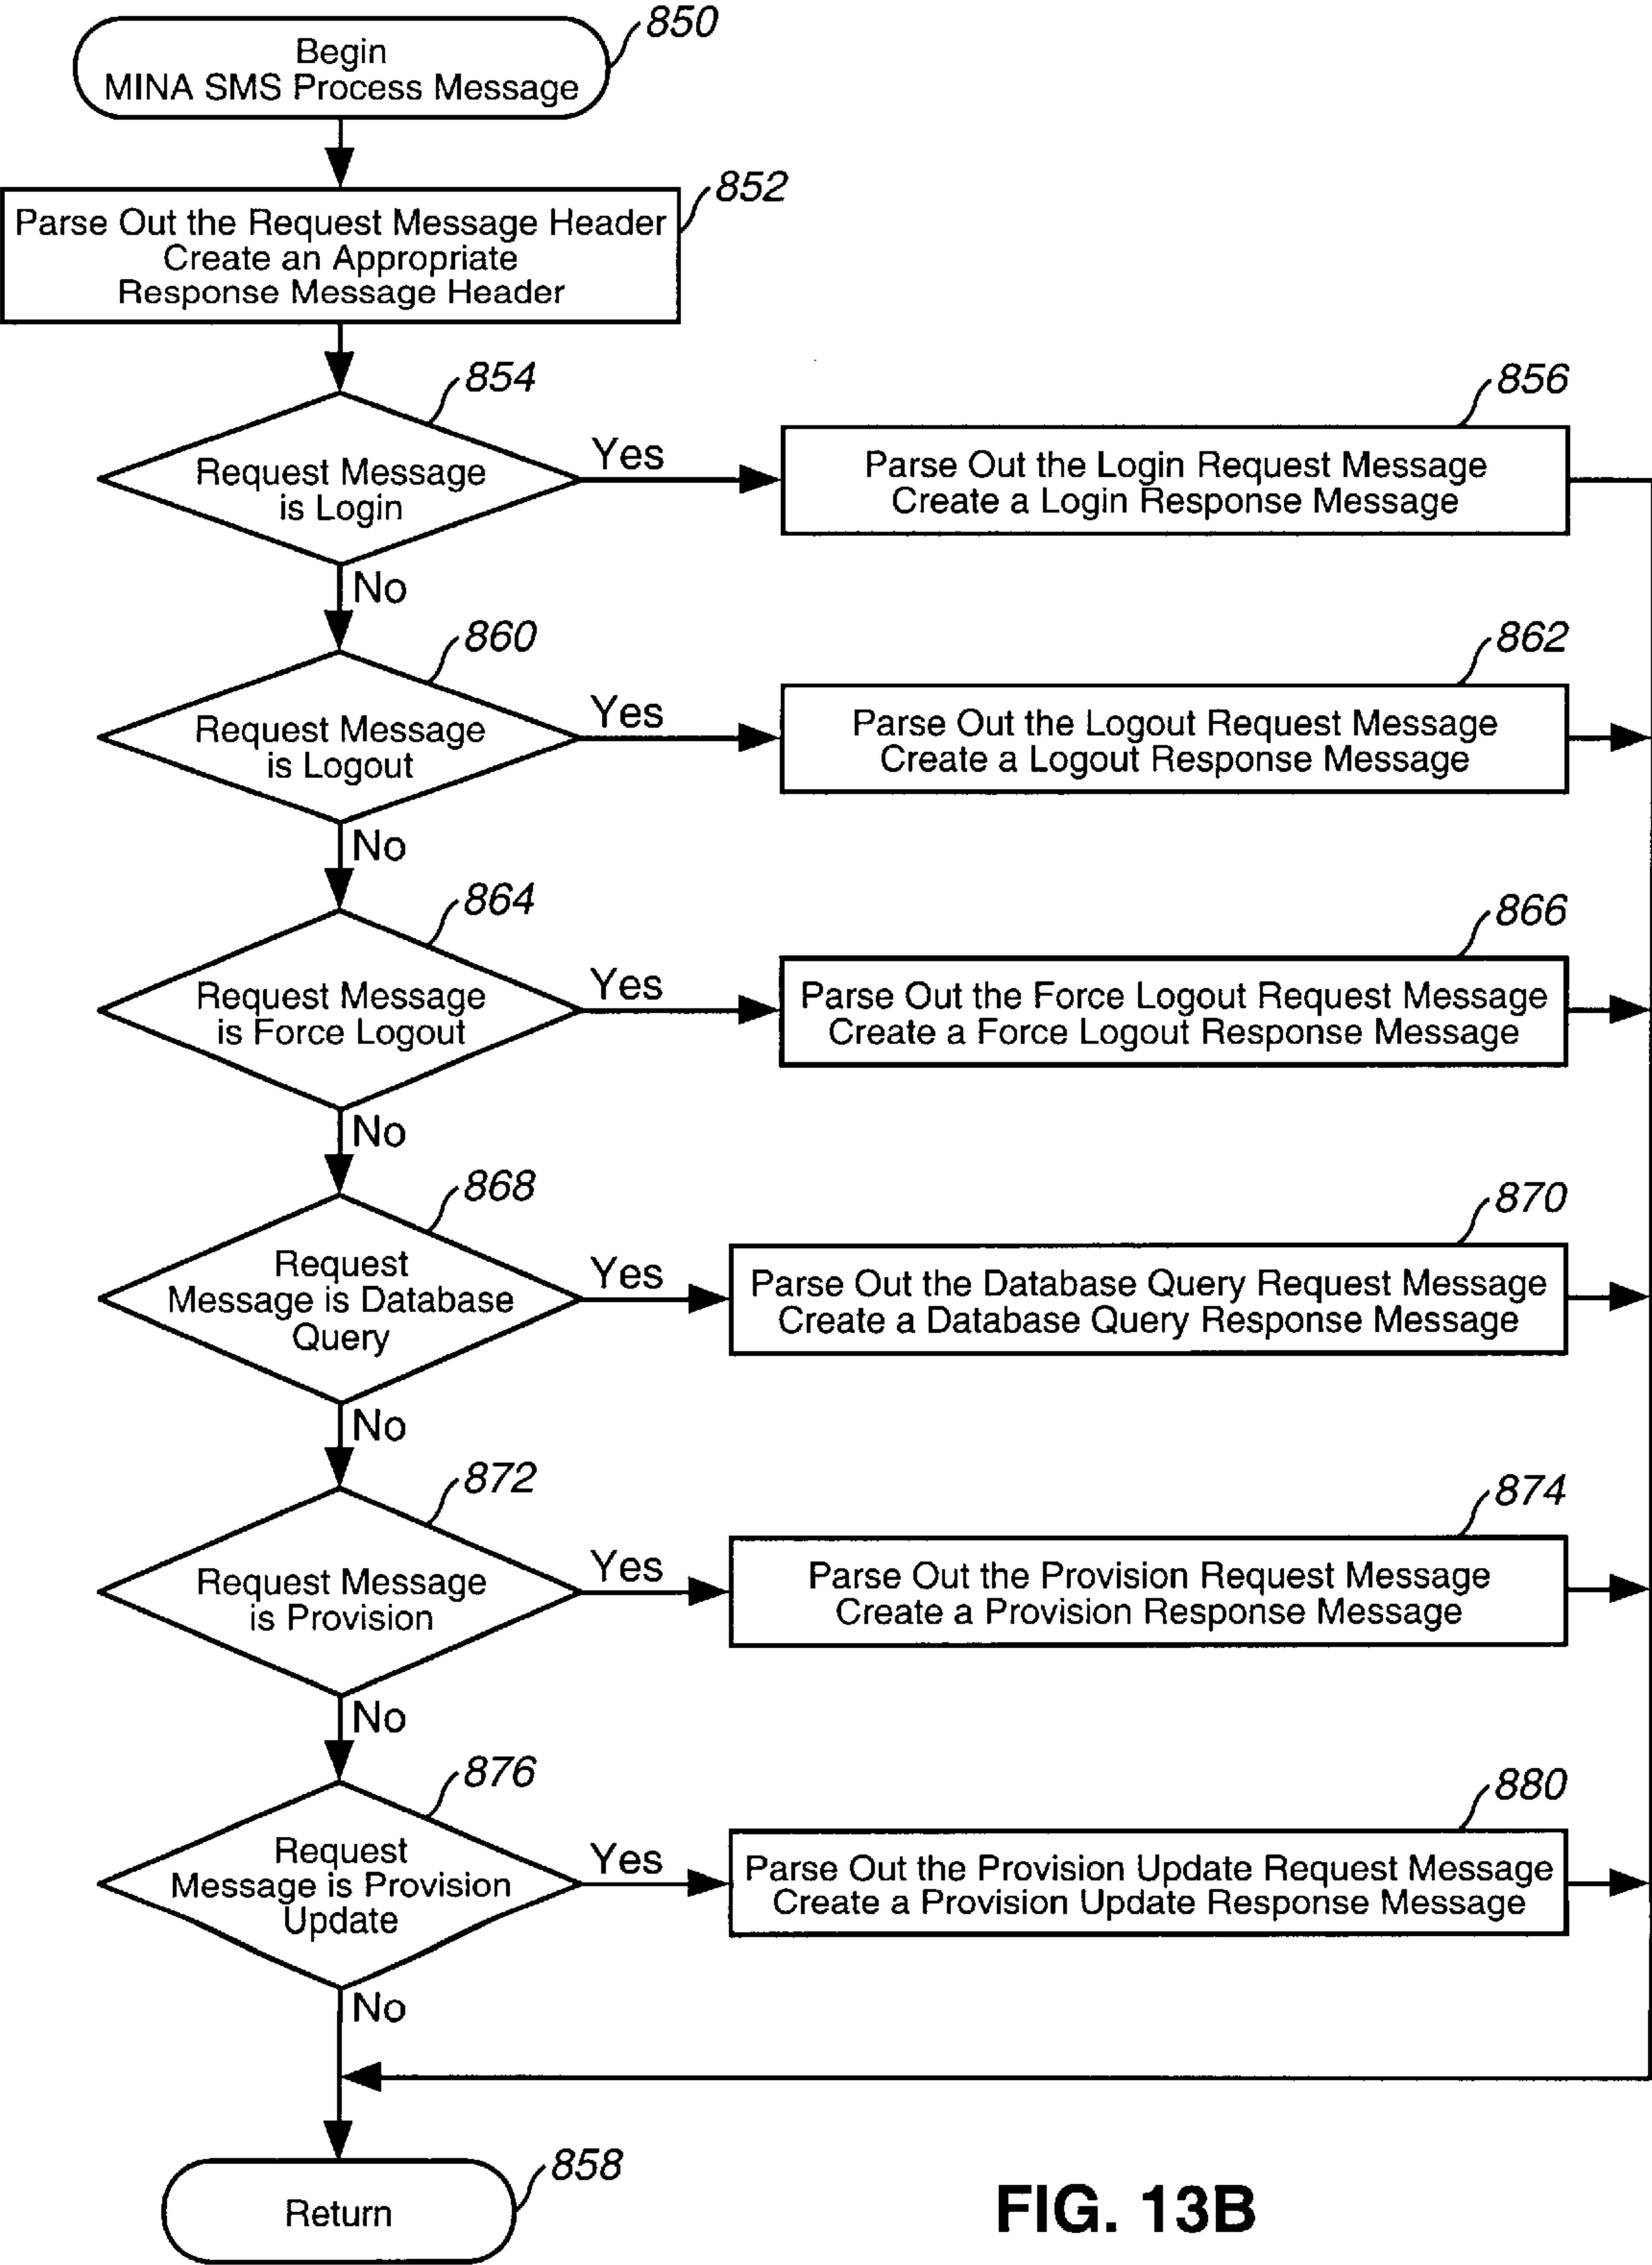 850
Begin
MINA SMS Process Message
852
Parse Out the Request Message Header
Create an Appropriate
Response Message Header
854
Request Message
is Login
Yes
856
Parse Out the Login Request Message
Create a Login Response Message
No
860
Request Message
is Logout
Yes
862
Parse Out the Logout Request Message
Create a Logout Response Message
No
864
Request Message
is Force Logout
Yes
866
Parse Out the Force Logout Request Message
Create a Force Logout Response Message
No
868
Request
Message is Database
Query
Yes
870
Parse Out the Database Query Request Message
Create a Database Query Response Message
No
872
Request Message
is Provision
Yes
874
Parse Out the Provision Request Message
Create a Provision Response Message
No
876
Request
Message is Provision
Update
Yes
880
Parse Out the Provision Update Request Message
Create a Provision Update Response Message
No
858
Return
FIG. 13B